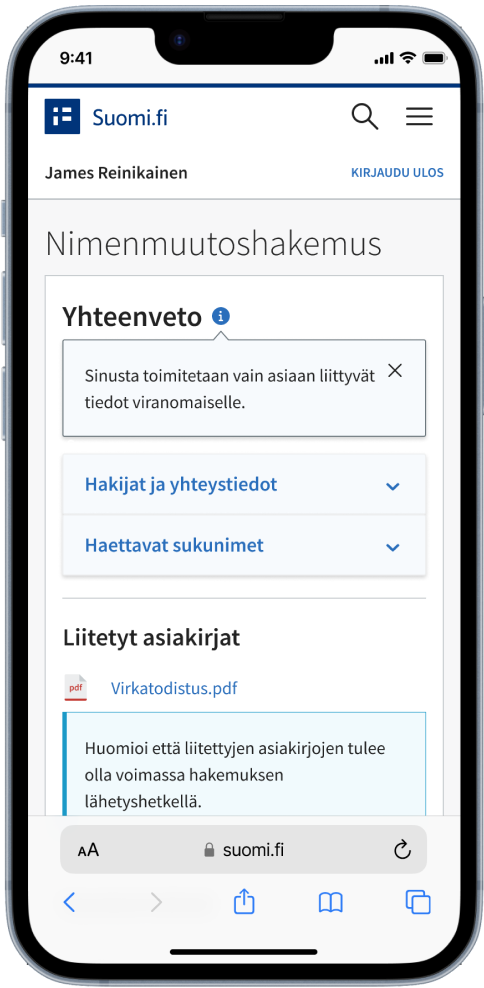 9:41
Suomi.fi
James Reinikainen
KIRJAUDU ULOS
Nimenmuutoshakemus
Yhteenveto
Sinusta toimitetaan vain asiaan liittyvät
tiedot viranomaiselle.
Hakijat ja yhteystiedot
Haettavat sukunimet
Liitetyt asiakirjat
pdf
Virkatodistus.pdf
Huomioi että liitettyjen asiakirjojen tulee
olla voimassa hakemuksen
lähetyshetkellä.
AA
suomi.fi